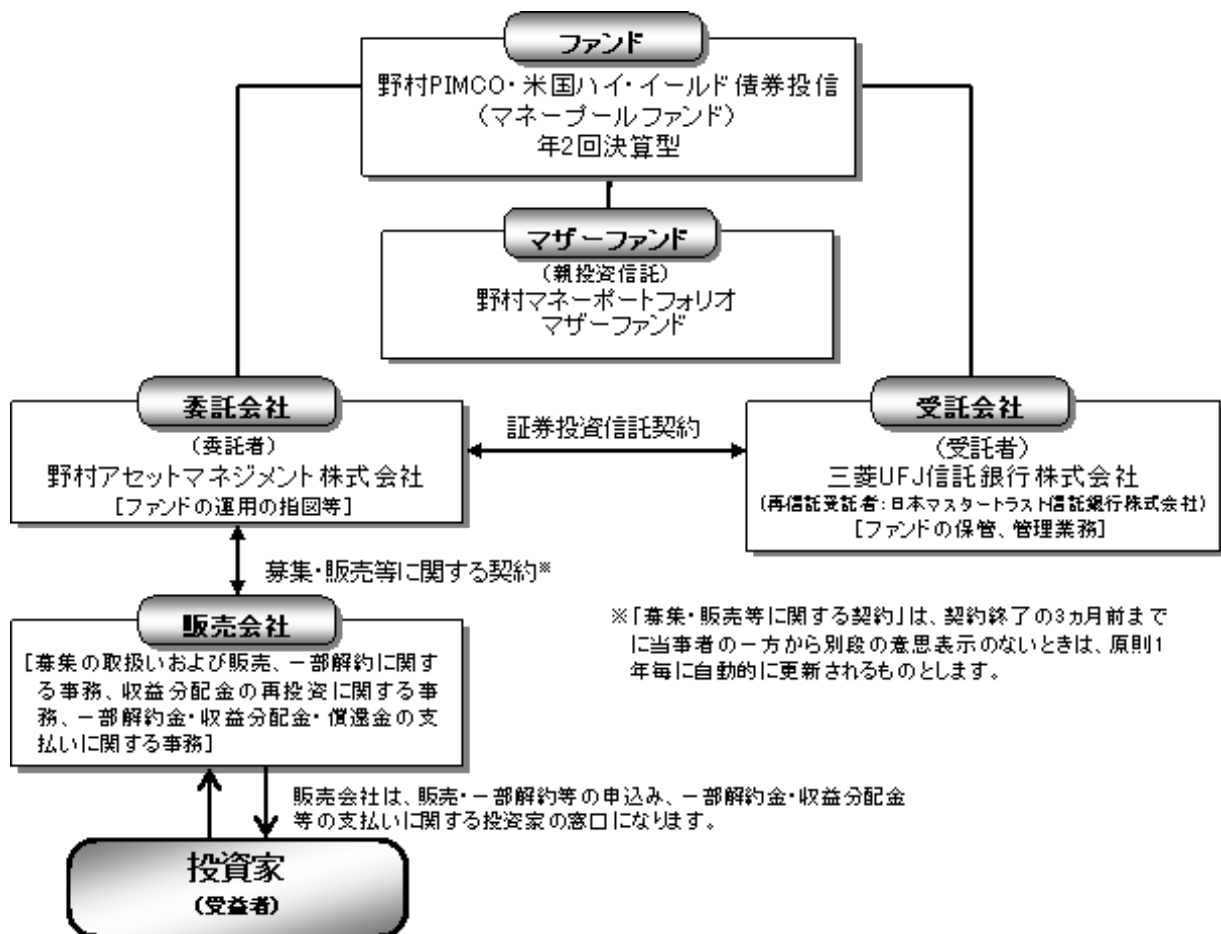 ファンド
野村PIMCO・米国ハイ・イールド債券投信
(マネープールファンド)
年2回決算型
マザーファンド
(親投資信託)
野村マネーポートフォリオ
マザーファンド
委託会社
(委託者)
野村アセットマネジメント株式会社
[ファンドの運用の指図等]
証券投資信託契約
受託会社
(受託者)
三菱UFJ信託銀行株式会社
(再信託受託者:日本マスタートラスト信託銀行株式会社)
[ファンドの保管、管理業務]
募集・販売等に関する契約※
販売会社
[募集の取扱いおよび販売、一部解約に関す
る事務、収益分配金の再投資に関する事
務、一部解約金・収益分配金・償還金の支
払いに関する事務]
※「募集・販売等に関する契約」は、契約終了の3ヵ月前まで
に当事者の一方から別段の意思表示のないときは、原則1
年毎に自動的に更新されるものとします。
販売会社は、販売・一部解約等の申込み、一部解約金・収益分配金
等の支払いに関する投資家の窓口になります。
投資家
(受益者)